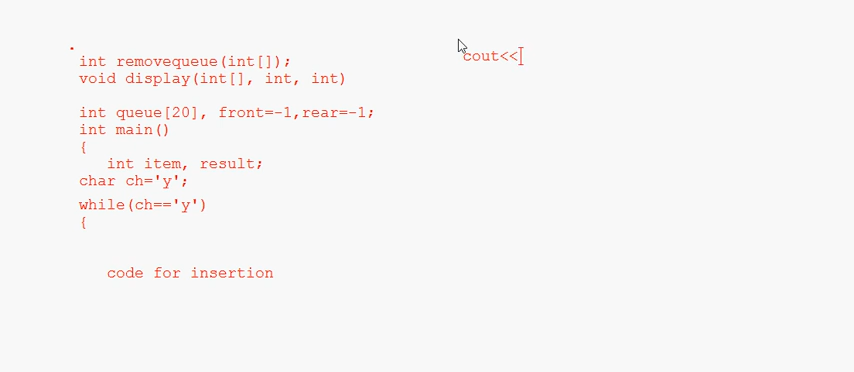 int removequeue(int[]);
void display(int[], int, int)
int queue[20], front=-1,rear=-1;
int main()
{
int item, result;
char ch='y';
while(ch=='y')
{
code for insertion
cout<<